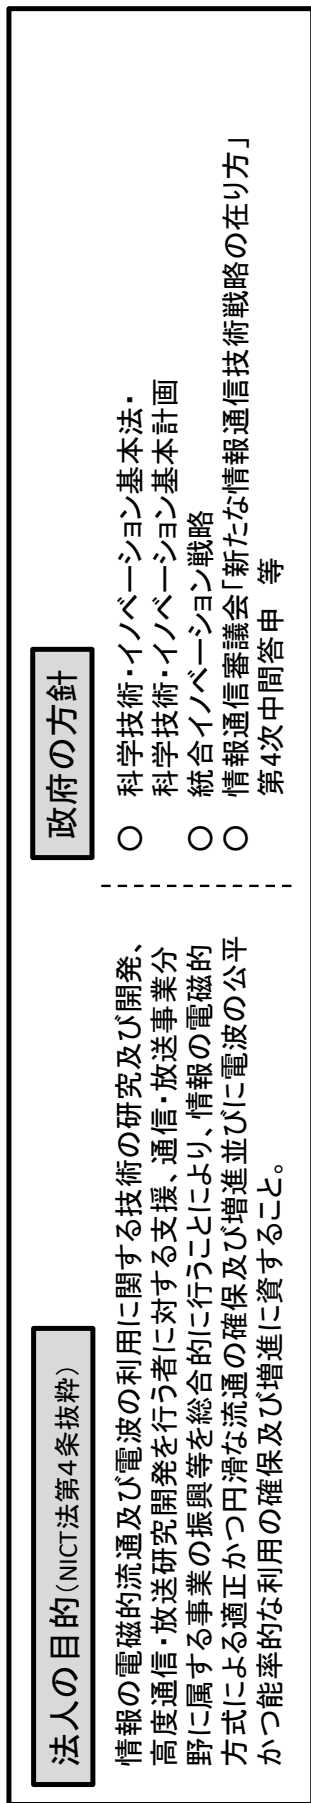 法人の目的(NICT法第4条抜粋)
情報の電磁的流通及び電波の利用に関する技術の研究及び開発、
高度通信・放送研究開発を行う者に対する支援、通信・放送事業分
野に属する事業の振興等を総合的に行うことにより、情報の電磁的
方式による適正かつ円滑な流通の確保及び増進並びに電波の公平
かつ能率的な利用の確保及び増進に資すること。
政府の方針
○ 科学技術・イノベーション基本法・
科学技術・イノベーション基本計画
○ 統合イノベーション戦略
○ 情報通信審議会「新たな情報通信技術戦略の在り方」
第4次中間答申 等